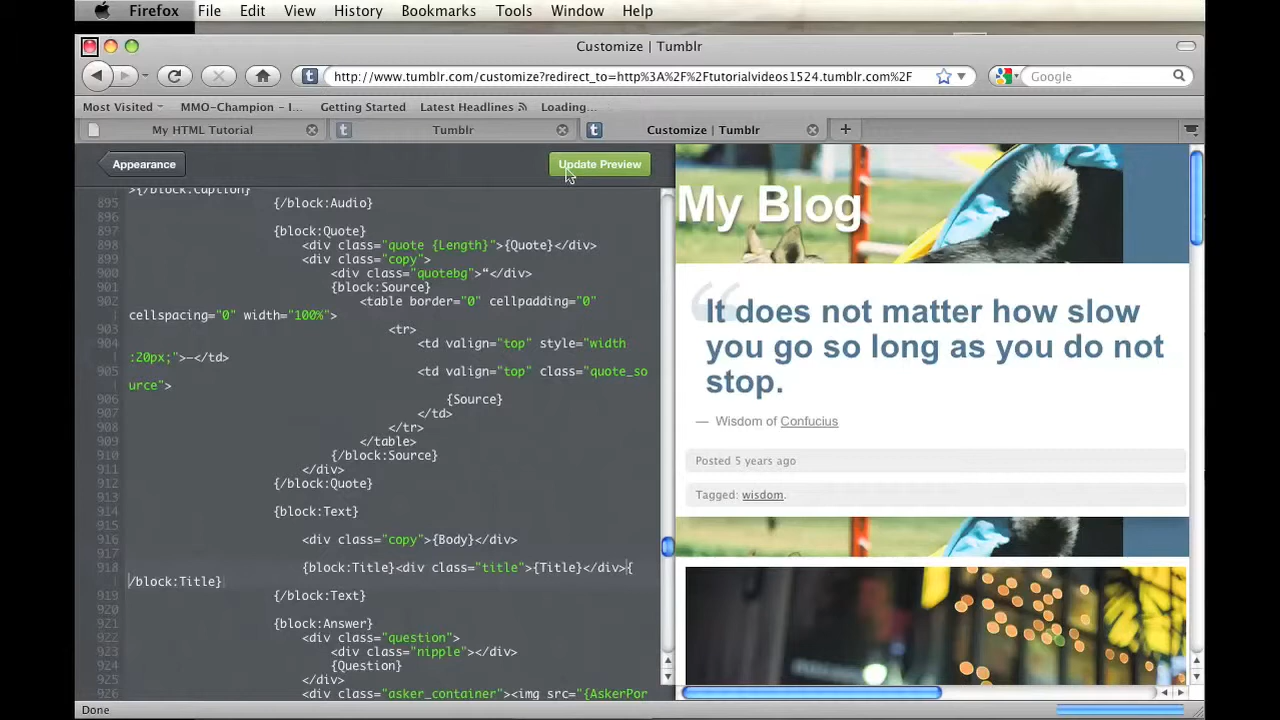 Firefox File Edit View History Bookmarks Tools Window Help
Customize | Tumblr
http://www.tumblr.com/customize?redirect_to=http%3A%2F%2Ftutorialvideos1524.tumblr.com%2F
Google
Most Visited MMO-Champion - I... Getting Started Latest Headlines Loading...
My HTML Tutorial Tumblr Customize | Tumblr
Appearance Update Preview
>{/block:Caption}
895 {/block:Audio}
896
897 {block:Quote}
898 <div class="quote {Length}">{Quote}</div>
899 <div class="copy">
900 <div class="quotebg">“</div>
901 {block:Source}
902 <table border="0" cellpadding="0"
cellspacing="0" width="100%">
903 <tr>
904 <td valign="top" style="width
:20px;">—</td>
905 <td valign="top" class="quote_so
urce">
906 {Source}
907 </td>
908 </tr>
909 </table>
910 {/block:Source}
911 </div>
912 {/block:Quote}
913
914 {block:Text}
915
916 <div class="copy">{Body}</div>
917
918 {block:Title}<div class="title">{Title}</div>{
/block:Title}
919 {/block:Text}
920
921 {block:Answer}
922 <div class="question">
923 <div class="nipple"></div>
924 {Question}
925 </div>
926 <div class="asker_container"><img src="{AskerPor
My Blog
“
It does not matter how slow
you go so long as you do not
stop.
— Wisdom of Confucius
Posted 5 years ago
Tagged: wisdom.
Done